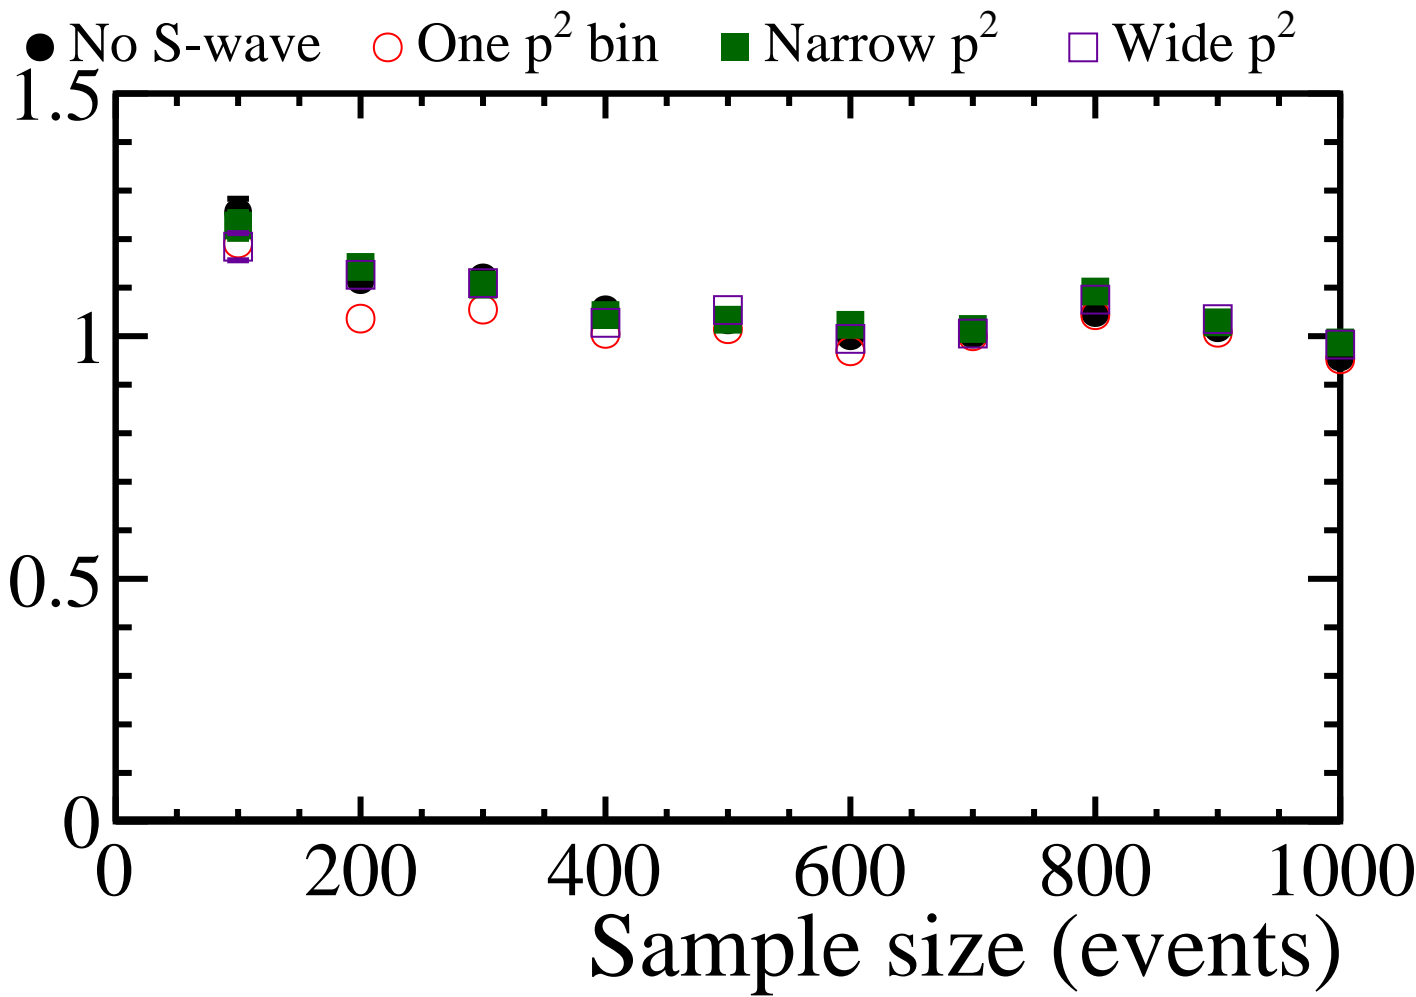 No S-wave One p² bin Narrow p² Wide p²
1.5
1
0.5
0
0 200 400 600 800 1000
Sample size (events)